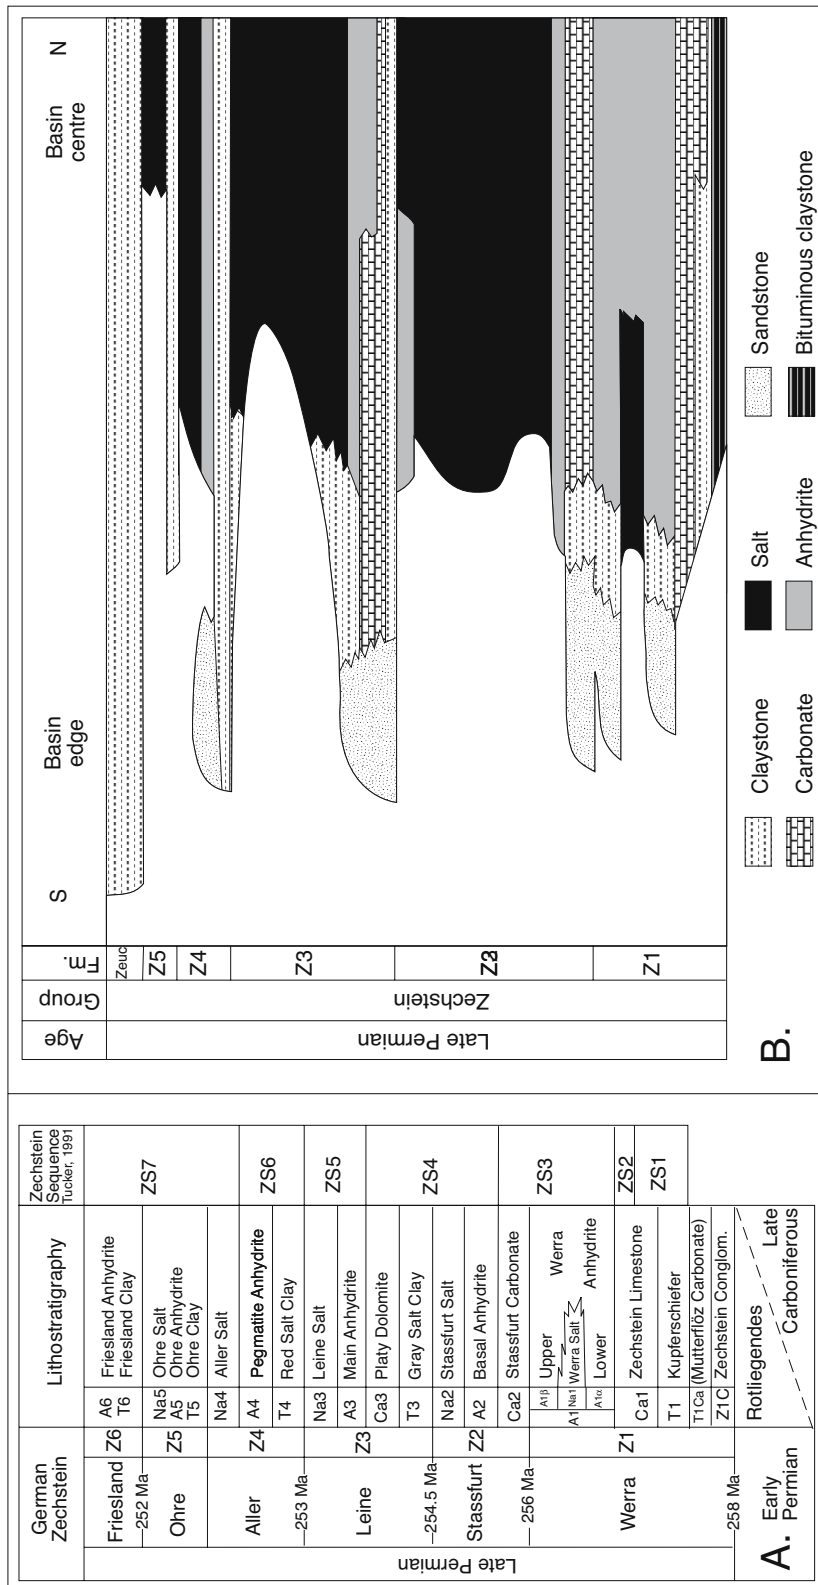 German
Zechstein
Lithostratigraphy
Zechstein
Sequence
Tucker, 1991
Late Permian
Friesland
252 Ma
Ohre
Aller
253 Ma
Leine
254.5 Ma
Stassfurt
256 Ma
Werra
258 Ma
Early
Permian
Z6
Z5
Z4
Z3
Z2
Z1
A6 Friesland Anhydrite
T6 Friesland Clay
Na5 Ohre Salt
A5 Ohre Anhydrite
T5 Ohre Clay
Na4 Aller Salt
A4 Pegmatite Anhydrite
T4 Red Salt Clay
Na3 Leine Salt
A3 Main Anhydrite
Ca3 Platy Dolomite
T3 Gray Salt Clay
Na2 Stassfurt Salt
A2 Basal Anhydrite
Ca2 Stassfurt Carbonate
A1
A1β Upper
Na1 Werra Salt
A1α Lower
Werra
Anhydrite
Ca1 Zechstein Limestone
T1 Kupferschiefer
T1Ca (Mutterflöz Carbonate)
Z1C Zechstein Conglom.
Rotliegendes
Late
Carboniferous
ZS7
ZS6
ZS5
ZS4
ZS3
ZS2
ZS1
A.
Age
Group
Fm.
S
Basin
edge
Basin
centre
N
Late Permian
Zechstein
Zeuc
Z5
Z4
Z3
Z2
Z1
B.
Claystone
Salt
Sandstone
Carbonate
Anhydrite
Bituminous claystone